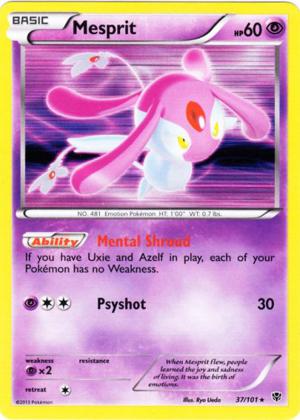 BASIC
Mesprit
HP60
NO. 481 Emotion Pokémon HT. 1'00" WT. 0.7 lbs.
Ability Mental Shroud
If you have Uxie and Azelf in play, each of your
Pokémon has no Weakness.
Psyshot 30
weakness resistance
×2
retreat
When Mesprit flew, people
learned the joy and sadness
of living. It was the birth of
emotions.
©2013 Pokémon
Illus. Ryo Ueda
37/101 ★